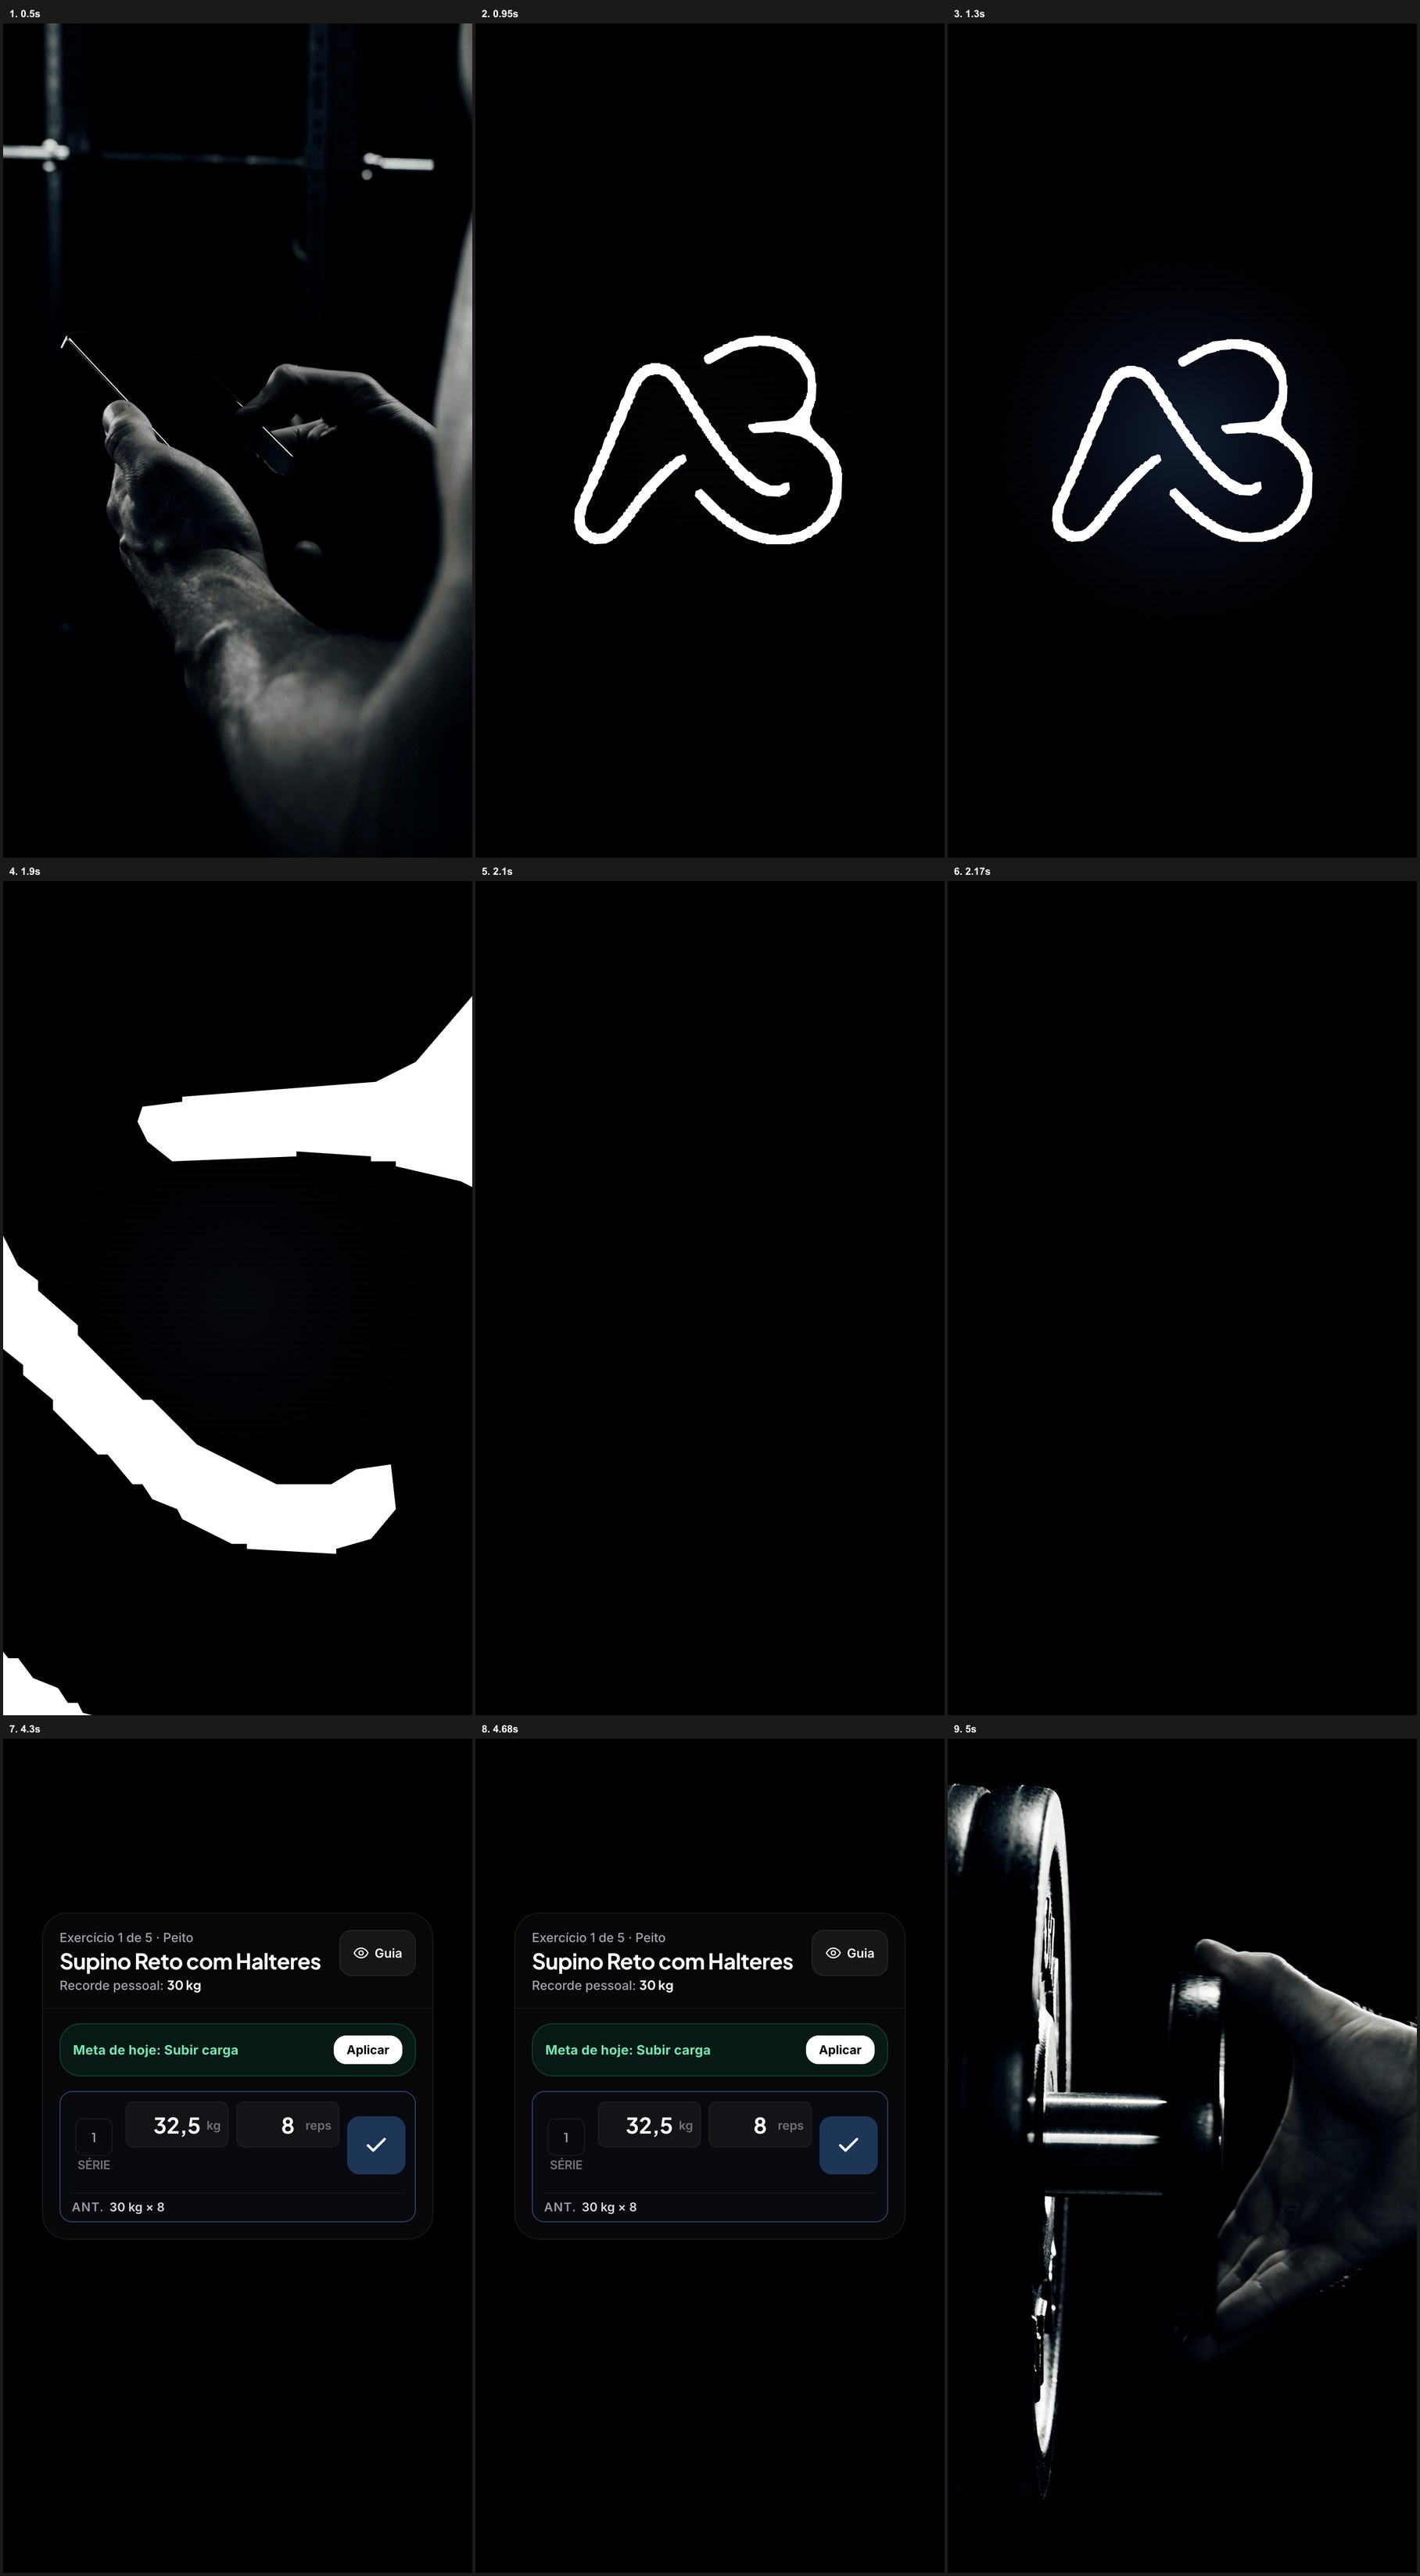 1. 0.5s
2. 0.95s
3. 1.3s
AB
4. 1.9s
5. 2.1s
6. 2.17s
7. 4.3s
Exercício 1 de 5 · Peito
Supino Reto com Halteres
Recorde pessoal: 30 kg
Guia
Meta de hoje: Subir carga
Aplicar
1
SÉRIE
32,5 kg
8 reps
ANT. 30 kg × 8
8. 4.68s
Exercício 1 de 5 · Peito
Supino Reto com Halteres
Recorde pessoal: 30 kg
Guia
Meta de hoje: Subir carga
Aplicar
1
SÉRIE
32,5 kg
8 reps
ANT. 30 kg × 8
9. 5s